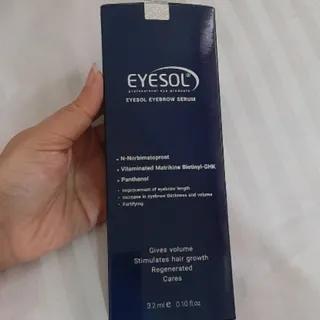 EYESOL®
professional eye products
EYESOL EYEBROW SERUM
• N-Norbimatoprost
• Vitaminated Matrikine Biotinyl-GHK
• Panthenol
• Improvement of eyebrow length
• Increase in eyebrow thickness and volume
• Fortifying
Gives volume
Stimulates hair growth
Regenerated
Cares
3.2 ml ℮ 0.10 fl.oz